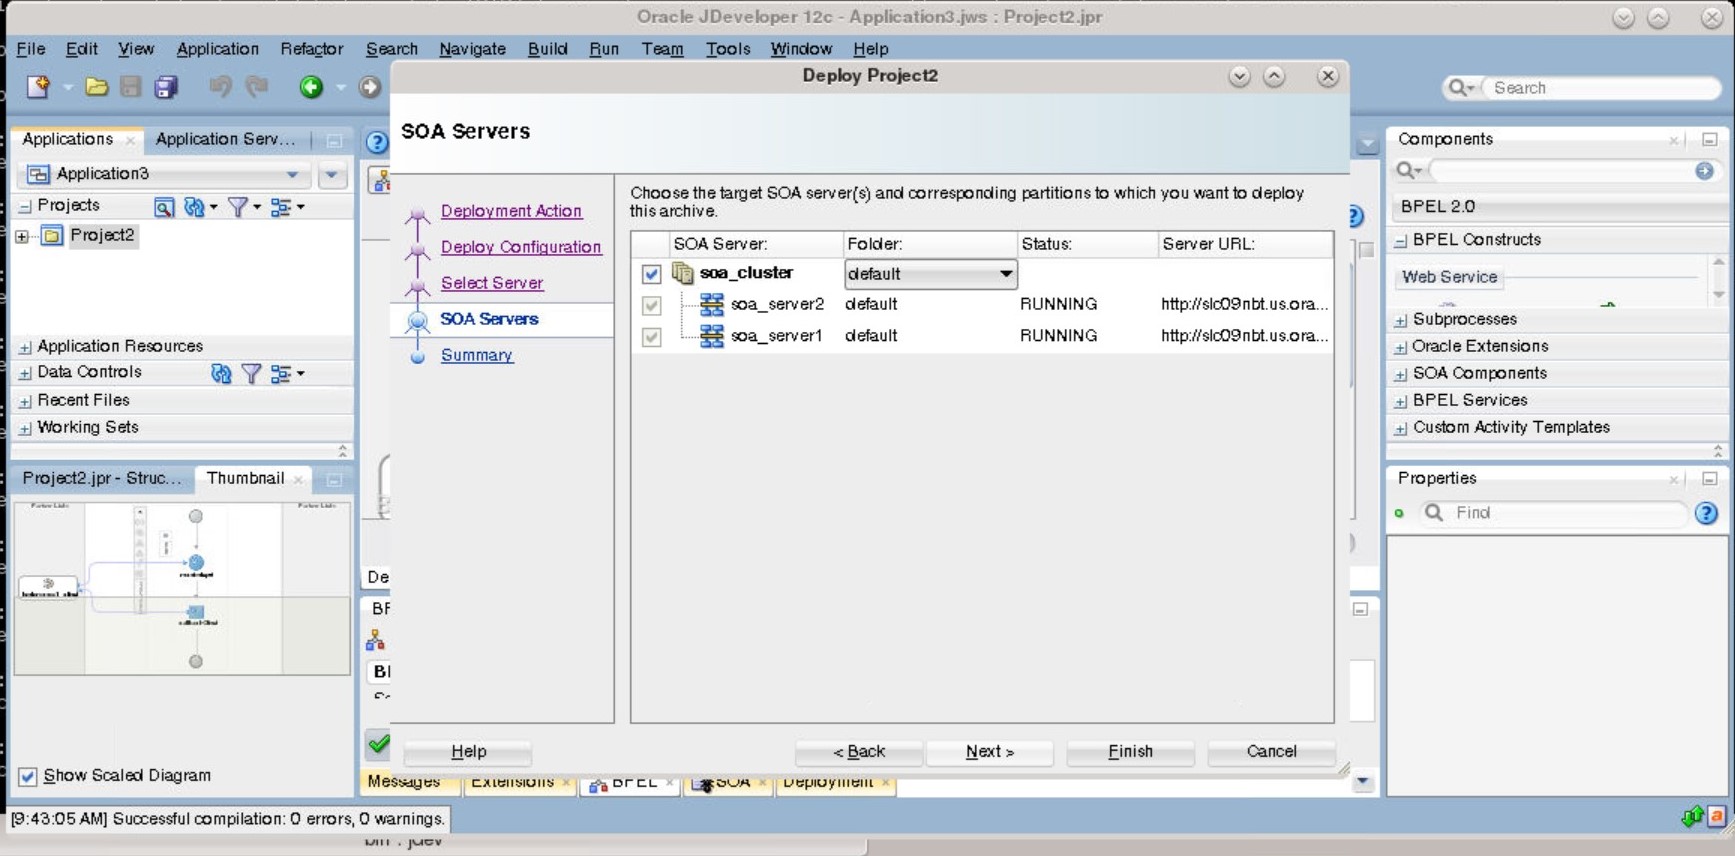 Oracle JDeveloper 12c - Application3.jws : Project2.jpr
File Edit View Application Refactor Search Navigate Build Run Team Tools Window Help
Search
Deploy Project2
SOA Servers
Applications
Application Serv...
Application3
Projects
Project2
Application Resources
Data Controls
Recent Files
Working Sets
Project2.jpr - Struc...
Thumbnail
Show Scaled Diagram
Deployment Action
Deploy Configuration
Select Server
SOA Servers
Summary
Choose the target SOA server(s) and corresponding partitions to which you want to deploy
this archive.
SOA Server: Folder: Status: Server URL:
soa_cluster default
soa_server2 default RUNNING http://slc09nbt.us.ora...
soa_server1 default RUNNING http://slc09nbt.us.ora...
Help
< Back
Next >
Finish
Cancel
De
BP
BI
Messages Extensions BPEL SOA Deployment
Components
BPEL 2.0
BPEL Constructs
Web Service
Subprocesses
Oracle Extensions
SOA Components
BPEL Services
Custom Activity Templates
Properties
Find
[9:43:05 AM] Successful compilation: 0 errors, 0 warnings.
bin : jdev